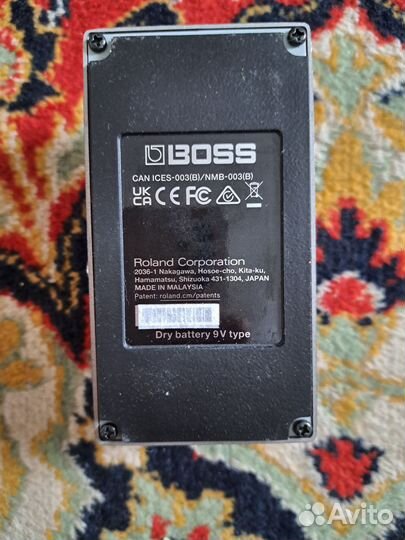 BOSS
CAN ICES-003(B)/NMB-003(B)
UK CA CE FC
Roland Corporation
2036-1 Nakagawa, Hosoe-cho, Kita-ku,
Hamamatsu, Shizuoka 431-1304, JAPAN
MADE IN MALAYSIA
Patent: roland.cm/patents
Dry battery 9V type
Avito